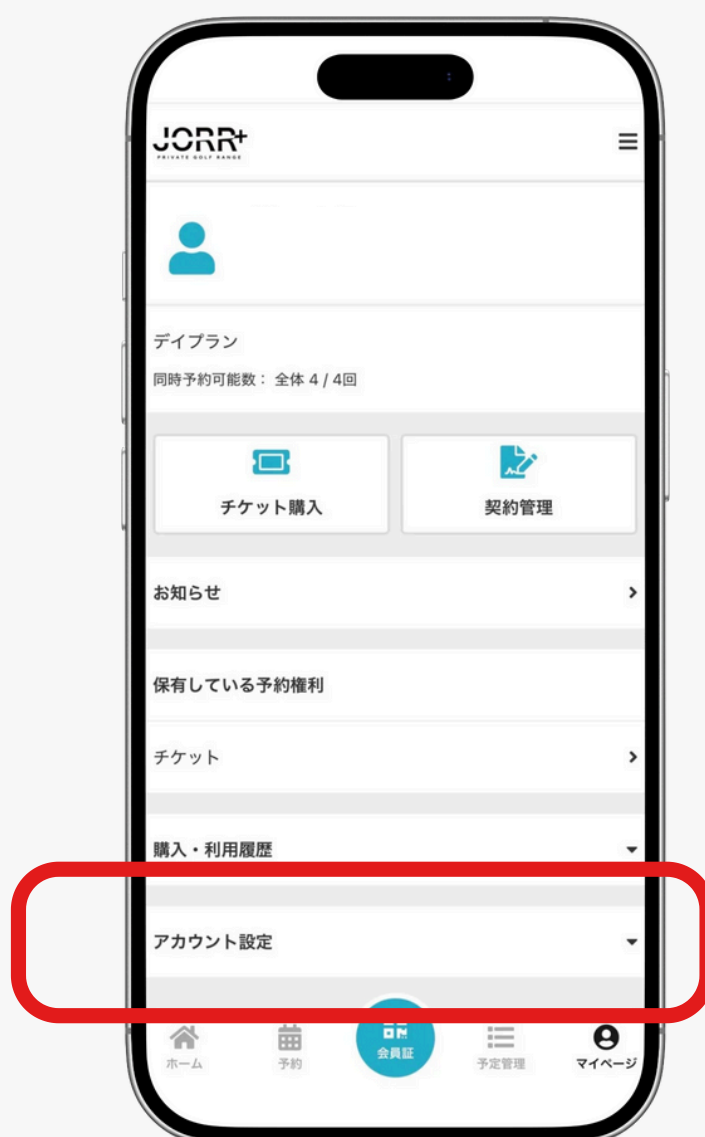 JORR+
PRIVATE GOLF RANGE
デイプラン
同時予約可能数： 全体 4 / 4回
チケット購入
契約管理
お知らせ
保有している予約権利
チケット
購入・利用履歴
アカウント設定
ホーム
予約
会員証
予定管理
マイページ